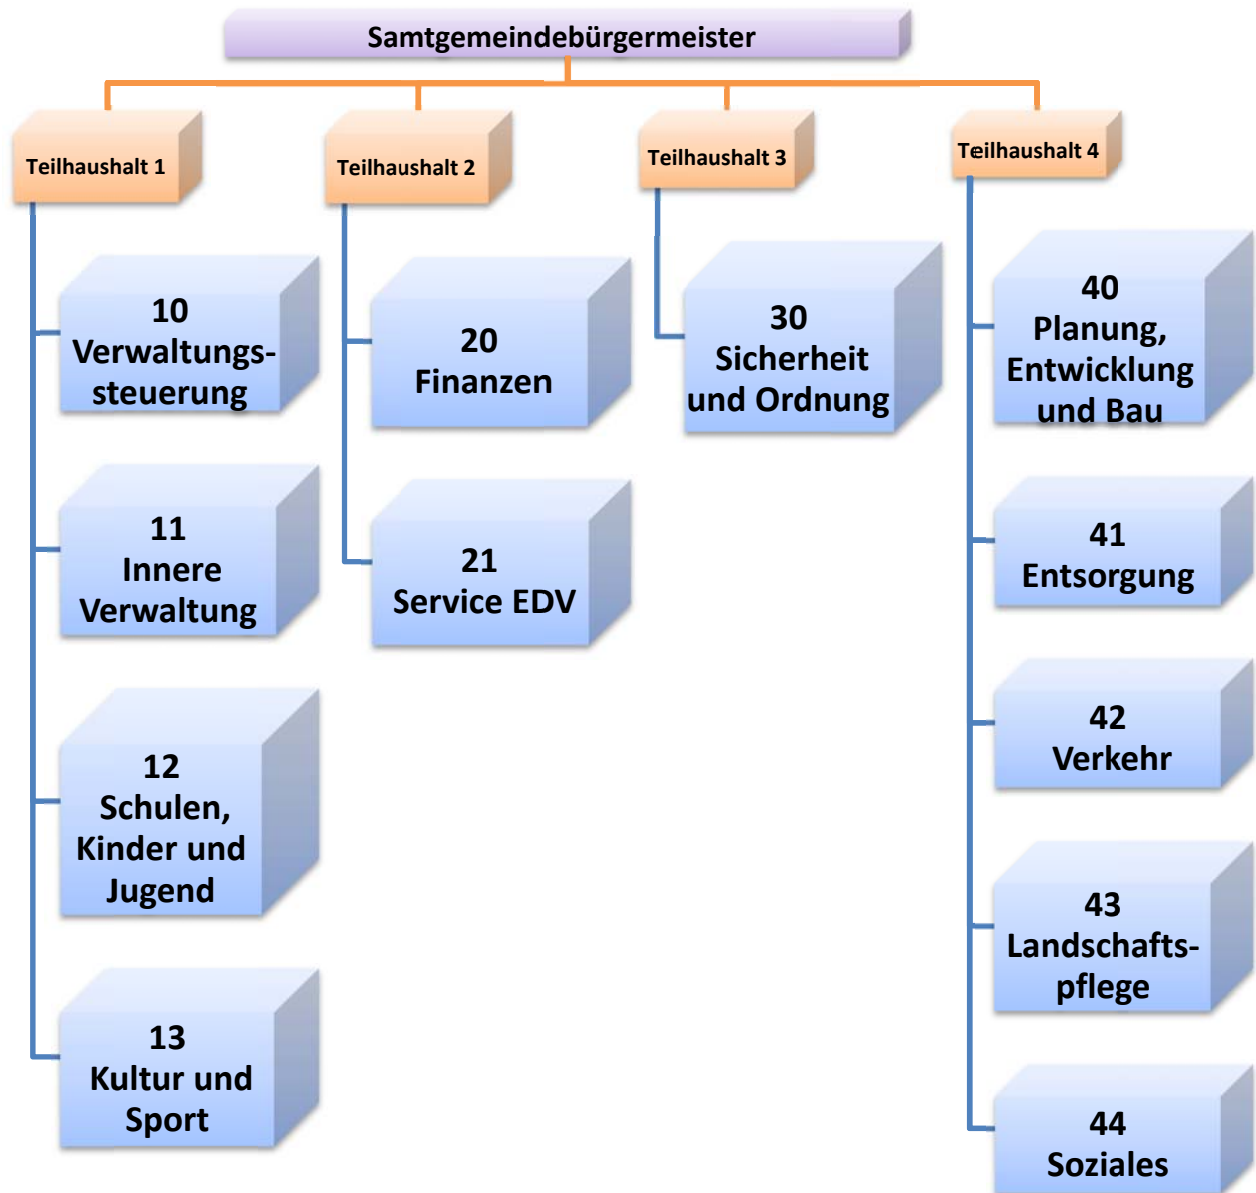 Samtgemeindebürgermeister
Teilhaushalt 1
10
Verwaltungs-
steuerung
11
Innere
Verwaltung
12
Schulen,
Kinder und
Jugend
13
Kultur und
Sport
Teilhaushalt 2
20
Finanzen
21
Service EDV
Teilhaushalt 3
30
Sicherheit
und Ordnung
Teilhaushalt 4
40
Planung,
Entwicklung
und Bau
41
Entsorgung
42
Verkehr
43
Landschafts-
pflege
44
Soziales